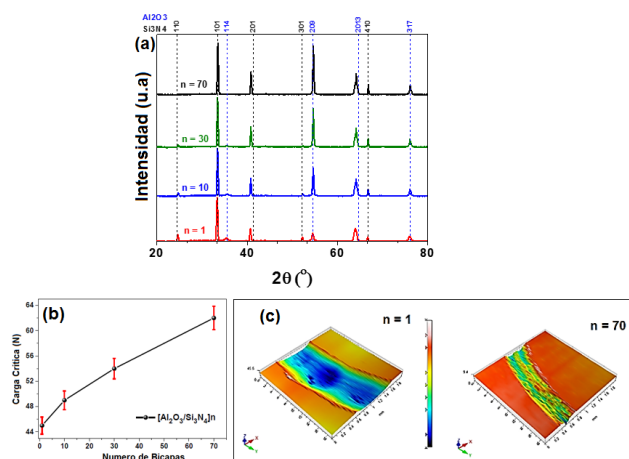 Al2O3
Si3N4
110
101
114
201
301
209
2013
410
317
(a)
n = 70
n = 30
n = 10
n = 1
Intensidad (u.a)
20 40 60 80
2θ (°)
(b)
64
60
56
52
48
44
Carga Critica (N)
[Al2O3/Si3N4]n
0 10 20 30 40 50 60 70
Numero de Bicapas
(c)
n = 1
n = 70
X
Y
Z
X
Y
Z